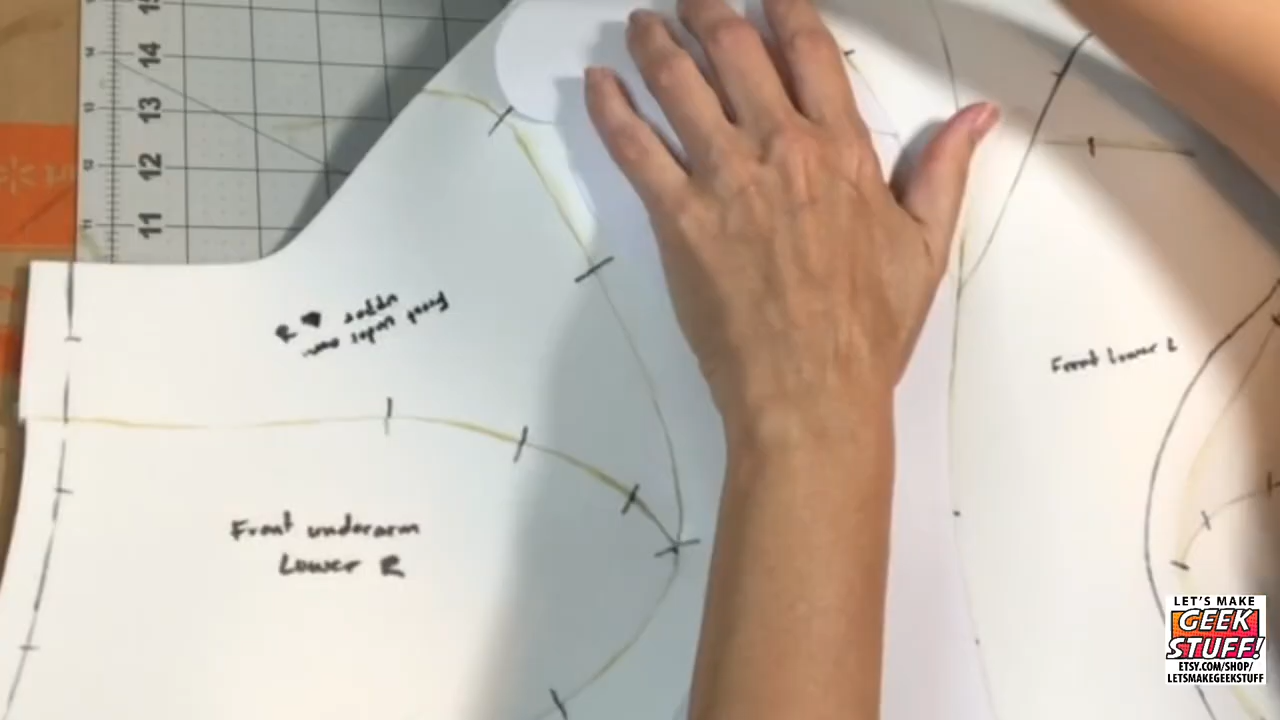 15
14
13
12
11
Front underarm
Lower R
Front lower L
LET'S MAKE
GEEK
STUFF!
ETSY.COM/SHOP/
LETSMAKEGEEKSTUFF